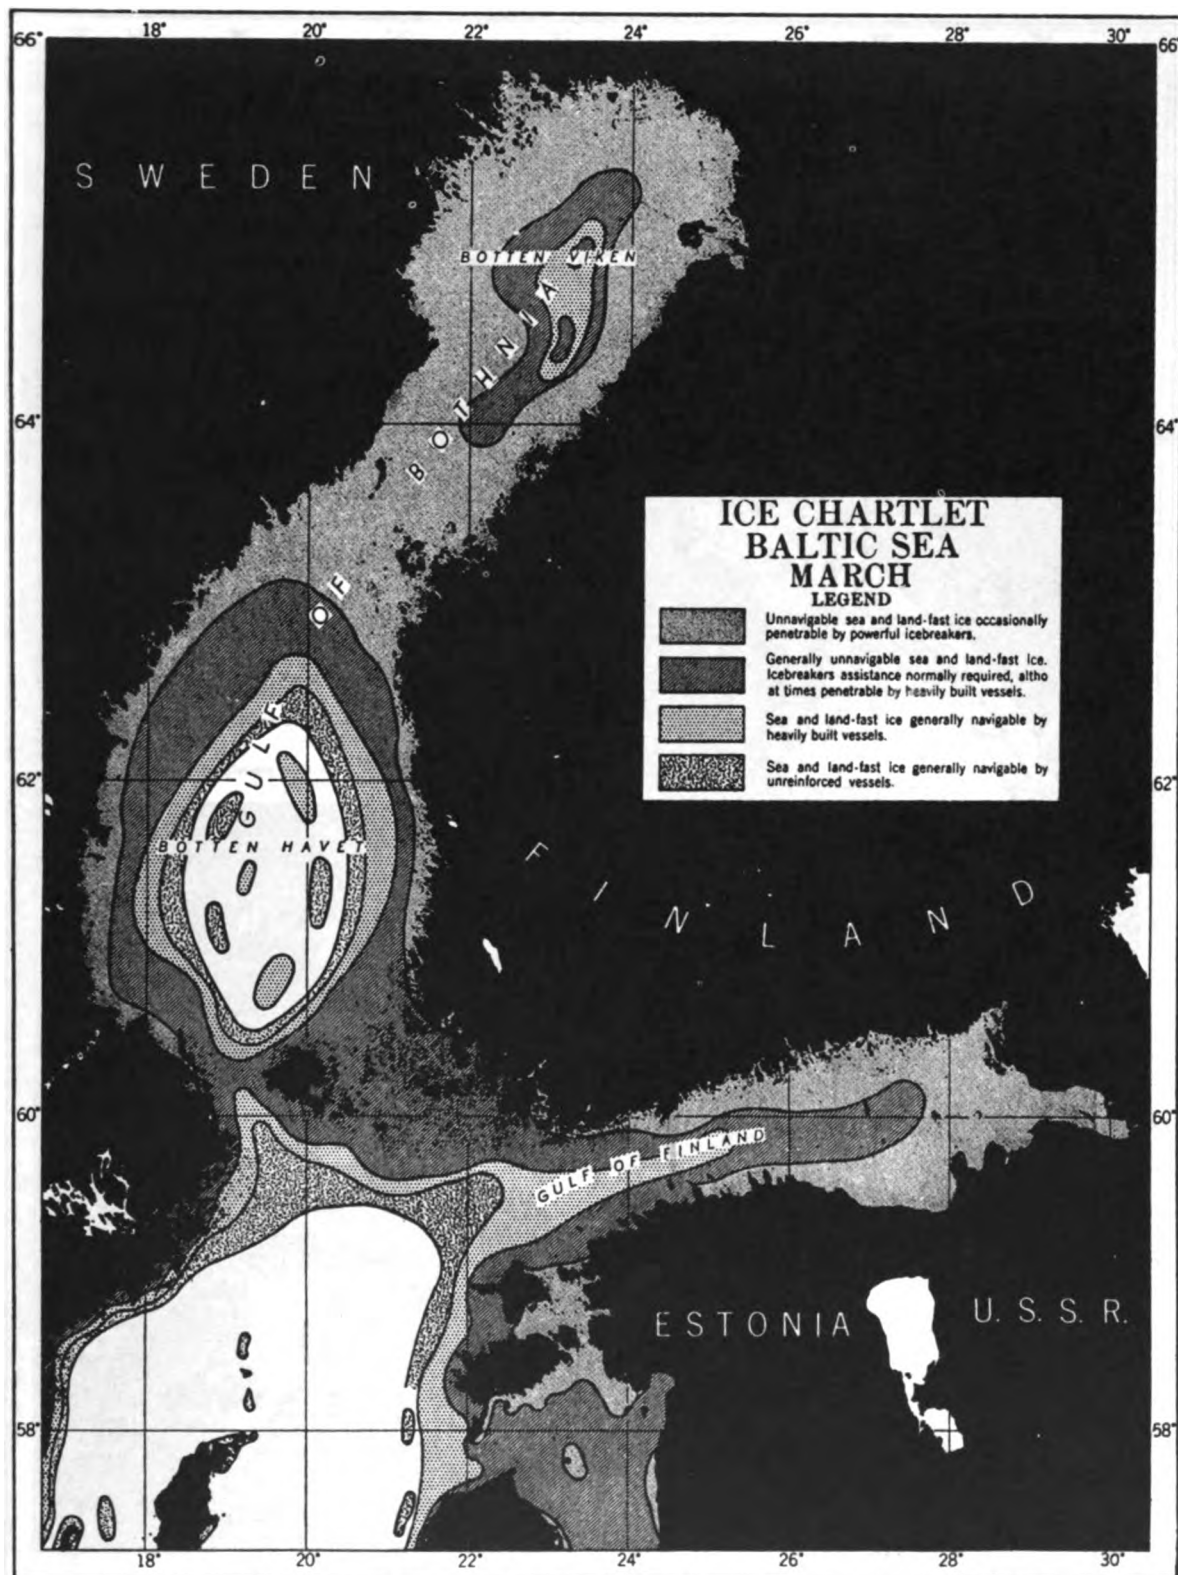 18° 20° 22° 24° 26° 28° 30°
66° 66°
SWEDEN
BOTTEN VIKEN
GULF OF BOTHNIA
64° 64°
ICE CHARTLET
BALTIC SEA
MARCH
LEGEND
Unnavigable sea and land-fast ice occasionally
penetrable by powerful icebreakers.
Generally unnavigable sea and land-fast ice.
Icebreakers assistance normally required, altho
at times penetrable by heavily built vessels.
Sea and land-fast ice generally navigable by
heavily built vessels.
Sea and land-fast ice generally navigable by
unreinforced vessels.
62° 62°
BOTTEN HAVET
FINLAND
60° 60°
GULF OF FINLAND
ESTONIA
U.S.S.R.
58° 58°
18° 20° 22° 24° 26° 28° 30°